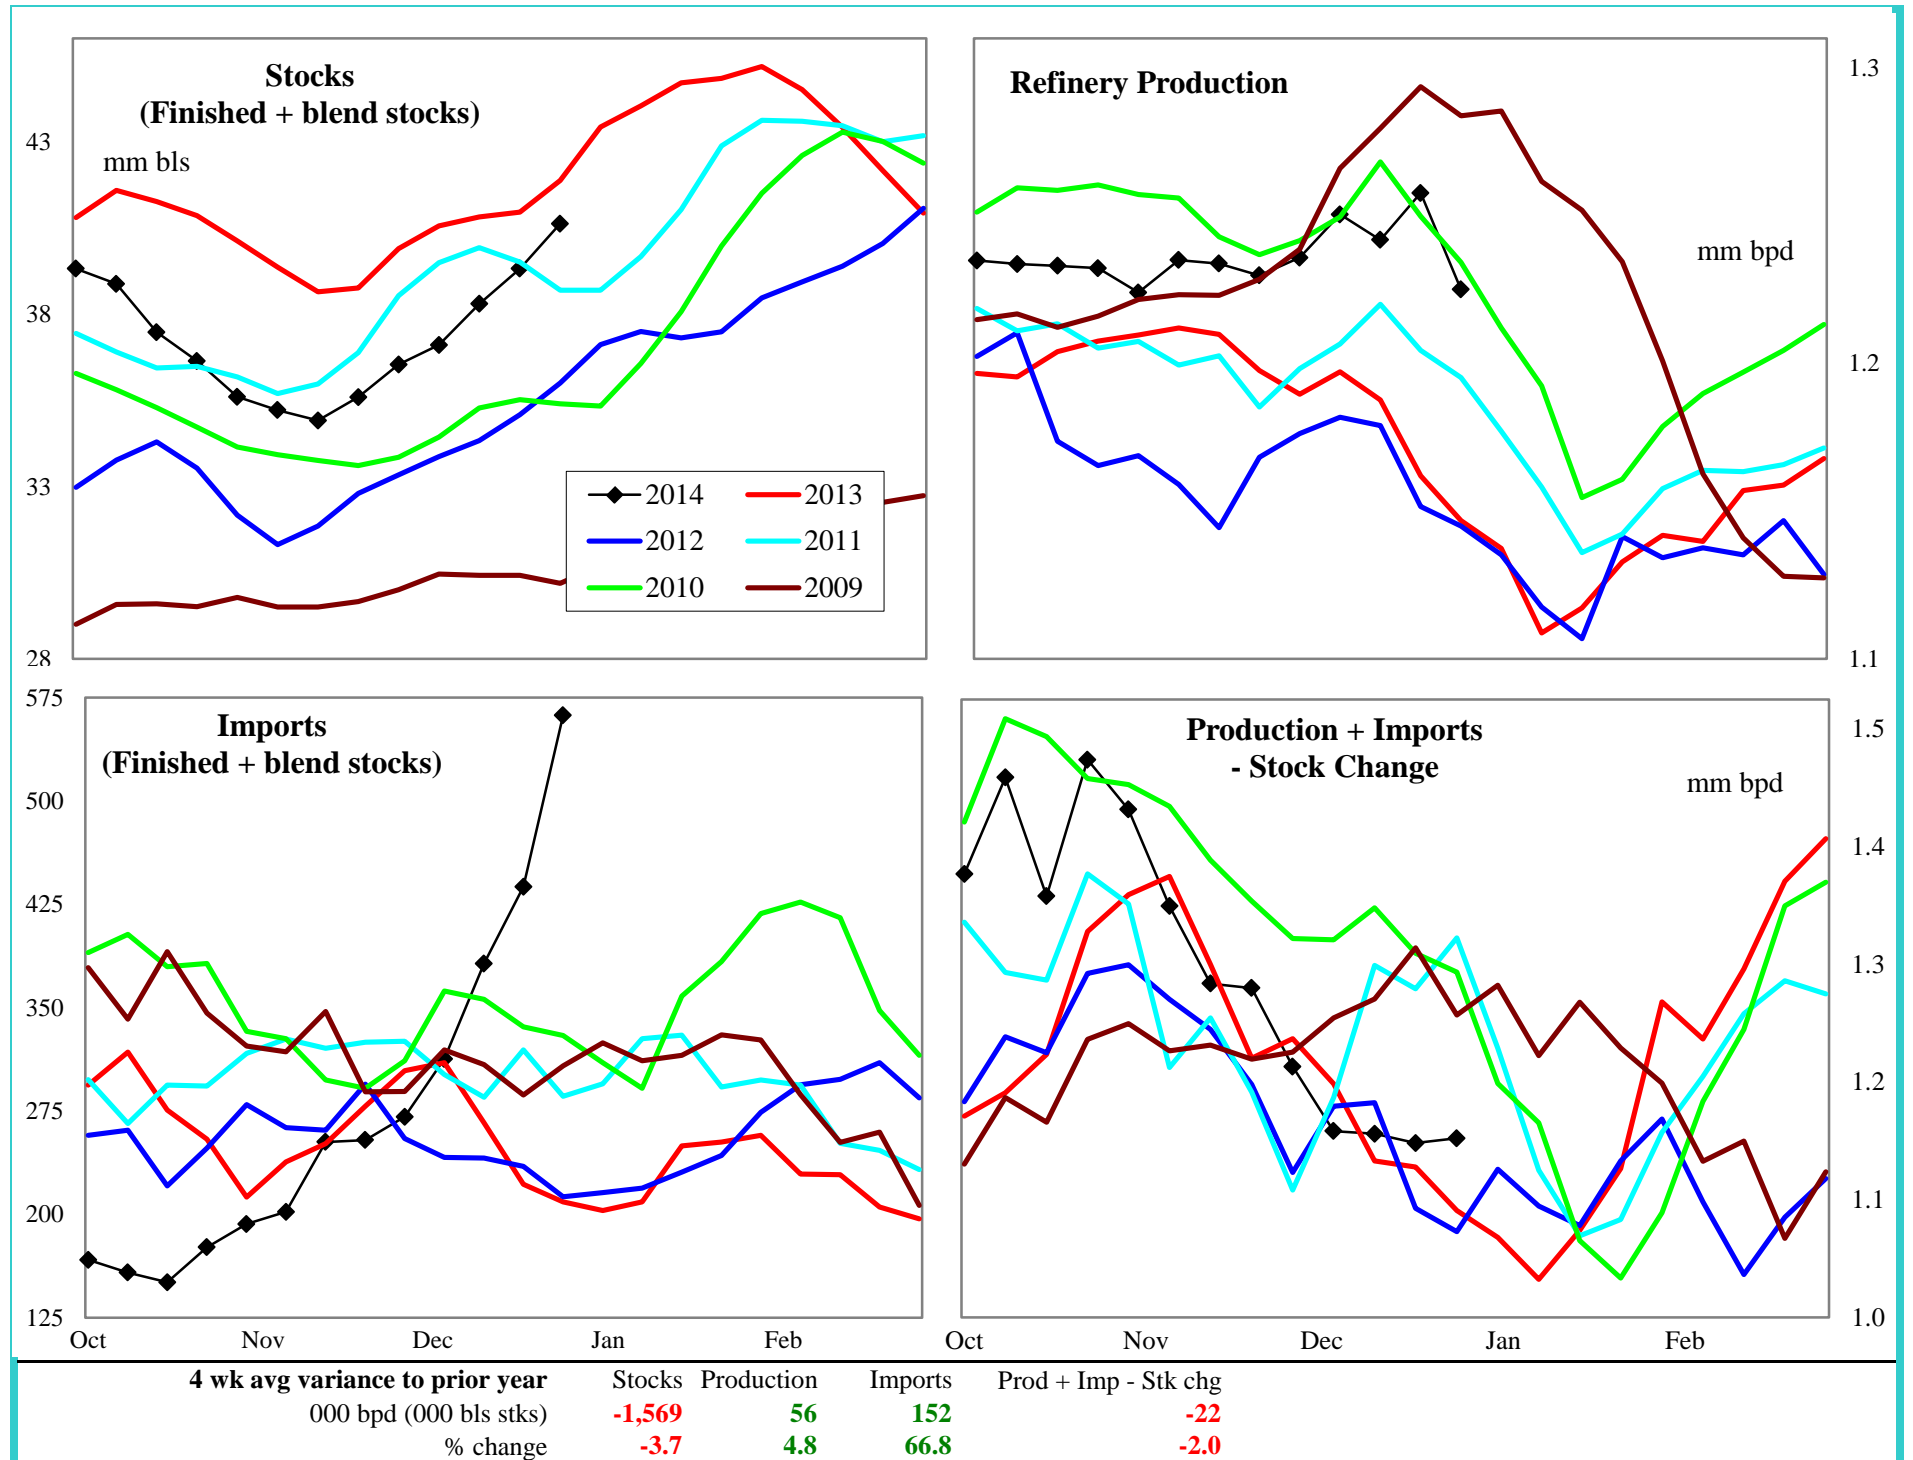 Stocks
(Finished + blend stocks)
mm bls
43
38
33
28
2014 2013
2012 2011
2010 2009
Refinery Production
mm bpd
1.3
1.2
1.1
Imports
(Finished + blend stocks)
575
500
425
350
275
200
125
Oct Nov Dec Jan Feb
Production + Imports
- Stock Change
mm bpd
1.5
1.4
1.3
1.2
1.1
1.0
Oct Nov Dec Jan Feb
4 wk avg variance to prior year Stocks Production Imports Prod + Imp - Stk chg
000 bpd (000 bls stks) -1,569 56 152 -22
% change -3.7 4.8 66.8 -2.0